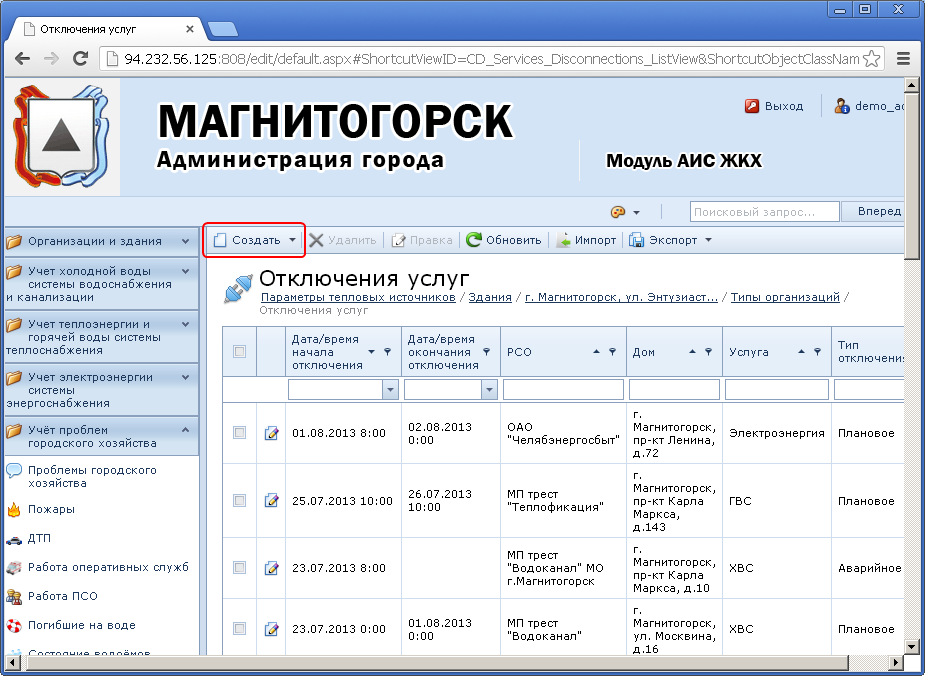 Отключения услуг
94.232.56.125:808/edit/default.aspx#ShortcutViewID=CD_Services_Disconnections_ListView&ShortcutObjectClassNam
МАГНИТОГОРСК
Администрация города
Модуль АИС ЖКХ
Выход
demo_ad
Поисковый запрос...
Вперед
Организации и здания
Учет холодной воды
системы водоснабжения
и канализации
Учет теплоэнергии и
горячей воды системы
теплоснабжения
Учет электроэнергии
системы
энергоснабжения
Учёт проблем
городского хозяйства
Проблемы городского
хозяйства
Пожары
ДТП
Работа оперативных служб
Работа ПСО
Погибшие на воде
Состояние водоёмов
Создать
Удалить
Правка
Обновить
Импорт
Экспорт
Отключения услуг
Параметры тепловых источников / Здания / г. Магнитогорск, ул. Энтузиаст... / Типы организаций /
Отключения услуг
Дата/время
начала
отключения
Дата/время
окончания
отключения
РСО
Дом
Услуга
Тип
отключения
01.08.2013 8:00
02.08.2013
0:00
ОАО
"Челябэнергосбыт"
г.
Магнитогорск,
пр-кт Ленина,
д.72
Электроэнергия
Плановое
25.07.2013 10:00
26.07.2013
10:00
МП трест
"Теплофикация"
г.
Магнитогорск,
пр-кт Карла
Маркса,
д.143
ГВС
Плановое
23.07.2013 8:00
МП трест
"Водоканал" МО
г.Магнитогорск
г.
Магнитогорск,
пр-кт Карла
Маркса, д.10
ХВС
Аварийное
23.07.2013 0:00
01.08.2013
0:00
МП трест
"Водоканал"
г.
Магнитогорск,
ул. Москвина,
д.16
ХВС
Плановое